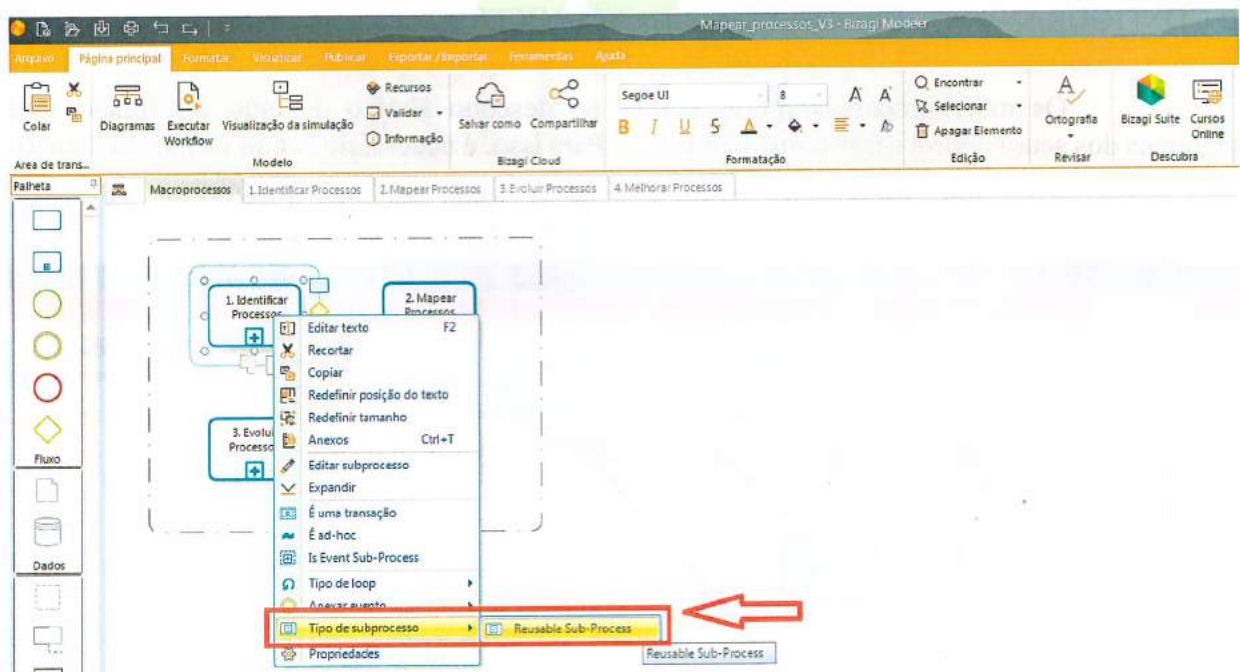 Mapear_processos_V3 - Bizagi Modeler
Arquivo Página principal Formatar Visualizar Publicar Exportar / Importar Ferramentas Ajuda
Colar
Diagramas
Executar Workflow
Visualização da simulação
Recursos
Validar
Informação
Salvar como
Compartilhar
Segoe UI 8 A A
B I U S A
Encontrar
Selecionar
Apagar Elemento
Ortografia
Bizagi Suite
Cursos Online
Area de trans... Modelo Bizagi Cloud Formatação Edição Revisar Descubra
Palheta
Macroprocessos 1.Identificar Processos 2.Mapear Processos 3.Evoluir Processos 4.Melhorar Processos
Fluxo
Dados
1. Identificar
Processos
2. Mapear
Processos
3. Evolui
Processo
Editar texto F2
Recortar
Copiar
Redefinir posição do texto
Redefinir tamanho
Anexos Ctrl+T
Editar subprocesso
Expandir
É uma transação
É ad-hoc
Is Event Sub-Process
Tipo de loop
Anexar evento
Tipo de subprocesso Reusable Sub-Process
Propriedades
Reusable Sub-Process